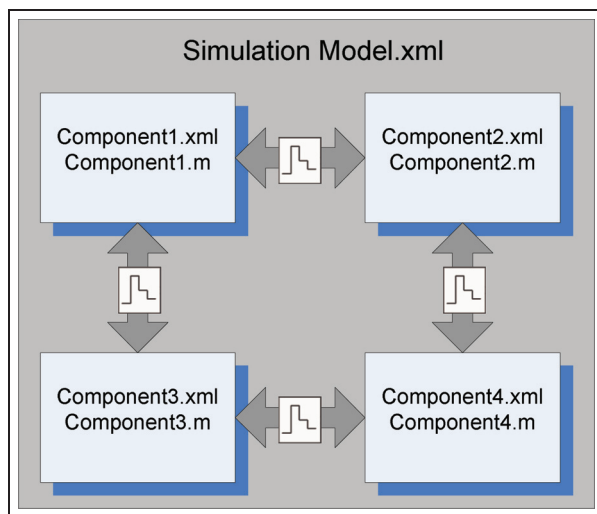 Simulation Model.xml
Component1.xml
Component1.m
Component2.xml
Component2.m
Component3.xml
Component3.m
Component4.xml
Component4.m